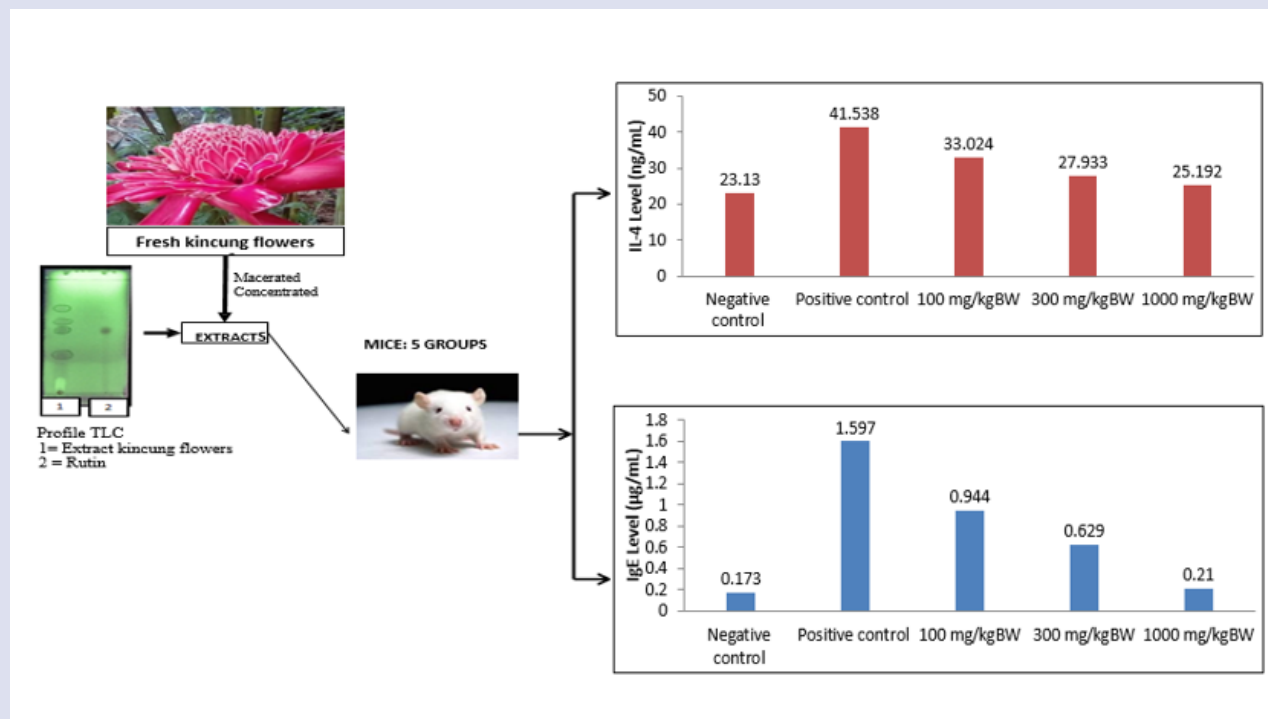 Fresh kincung flowers
Macerated
Concentrated
EXTRACTS
1
2
Profile TLC
1= Extract kincung flowers
2 = Rutin
MICE: 5 GROUPS
IL-4 Level (ng/mL)
50
40
30
20
10
0
23.13
41.538
33.024
27.933
25.192
Negative
control
Positive control
100 mg/kgBW
300 mg/kgBW
1000 mg/kgBW
IgE Level (µg/mL)
1.8
1.6
1.4
1.2
1
0.8
0.6
0.4
0.2
0
0.173
1.597
0.944
0.629
0.21
Negative
control
Positive control
100 mg/kgBW
300 mg/kgBW
1000 mg/kgBW